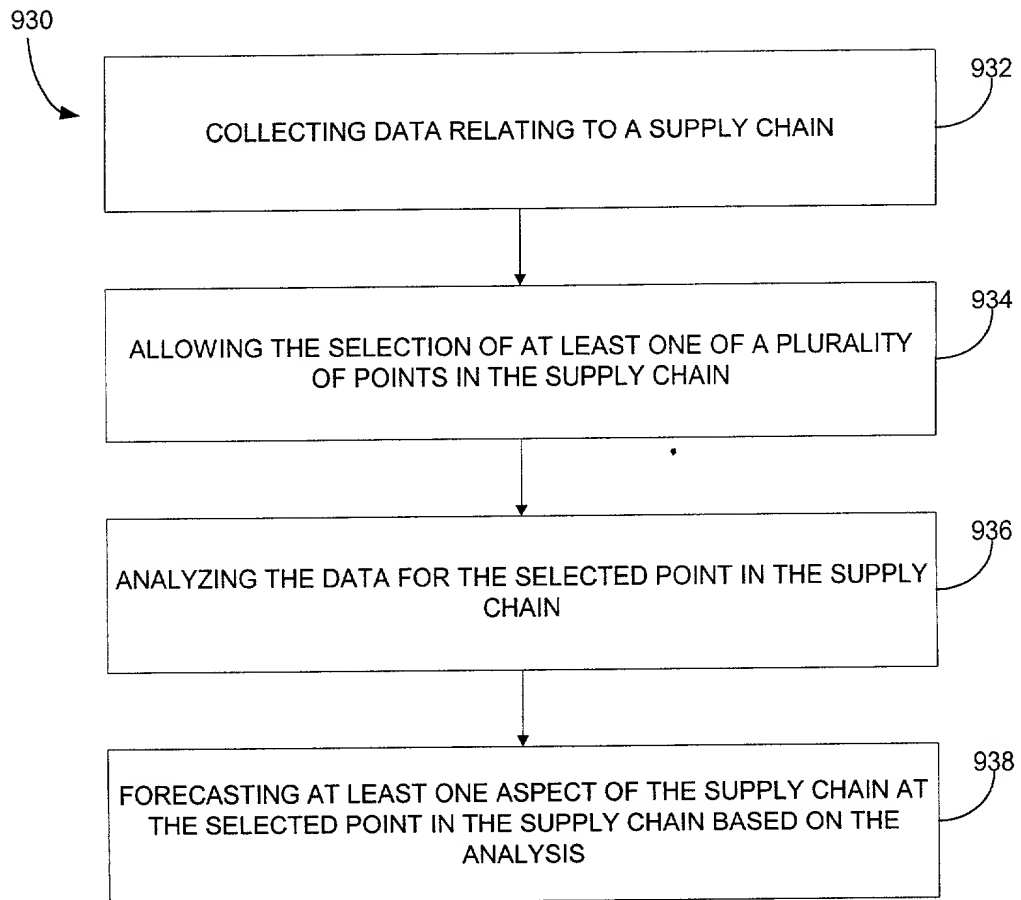 930
932
COLLECTING DATA RELATING TO A SUPPLY CHAIN
934
ALLOWING THE SELECTION OF AT LEAST ONE OF A PLURALITY
OF POINTS IN THE SUPPLY CHAIN
936
ANALYZING THE DATA FOR THE SELECTED POINT IN THE SUPPLY
CHAIN
938
FORECASTING AT LEAST ONE ASPECT OF THE SUPPLY CHAIN AT
THE SELECTED POINT IN THE SUPPLY CHAIN BASED ON THE
ANALYSIS